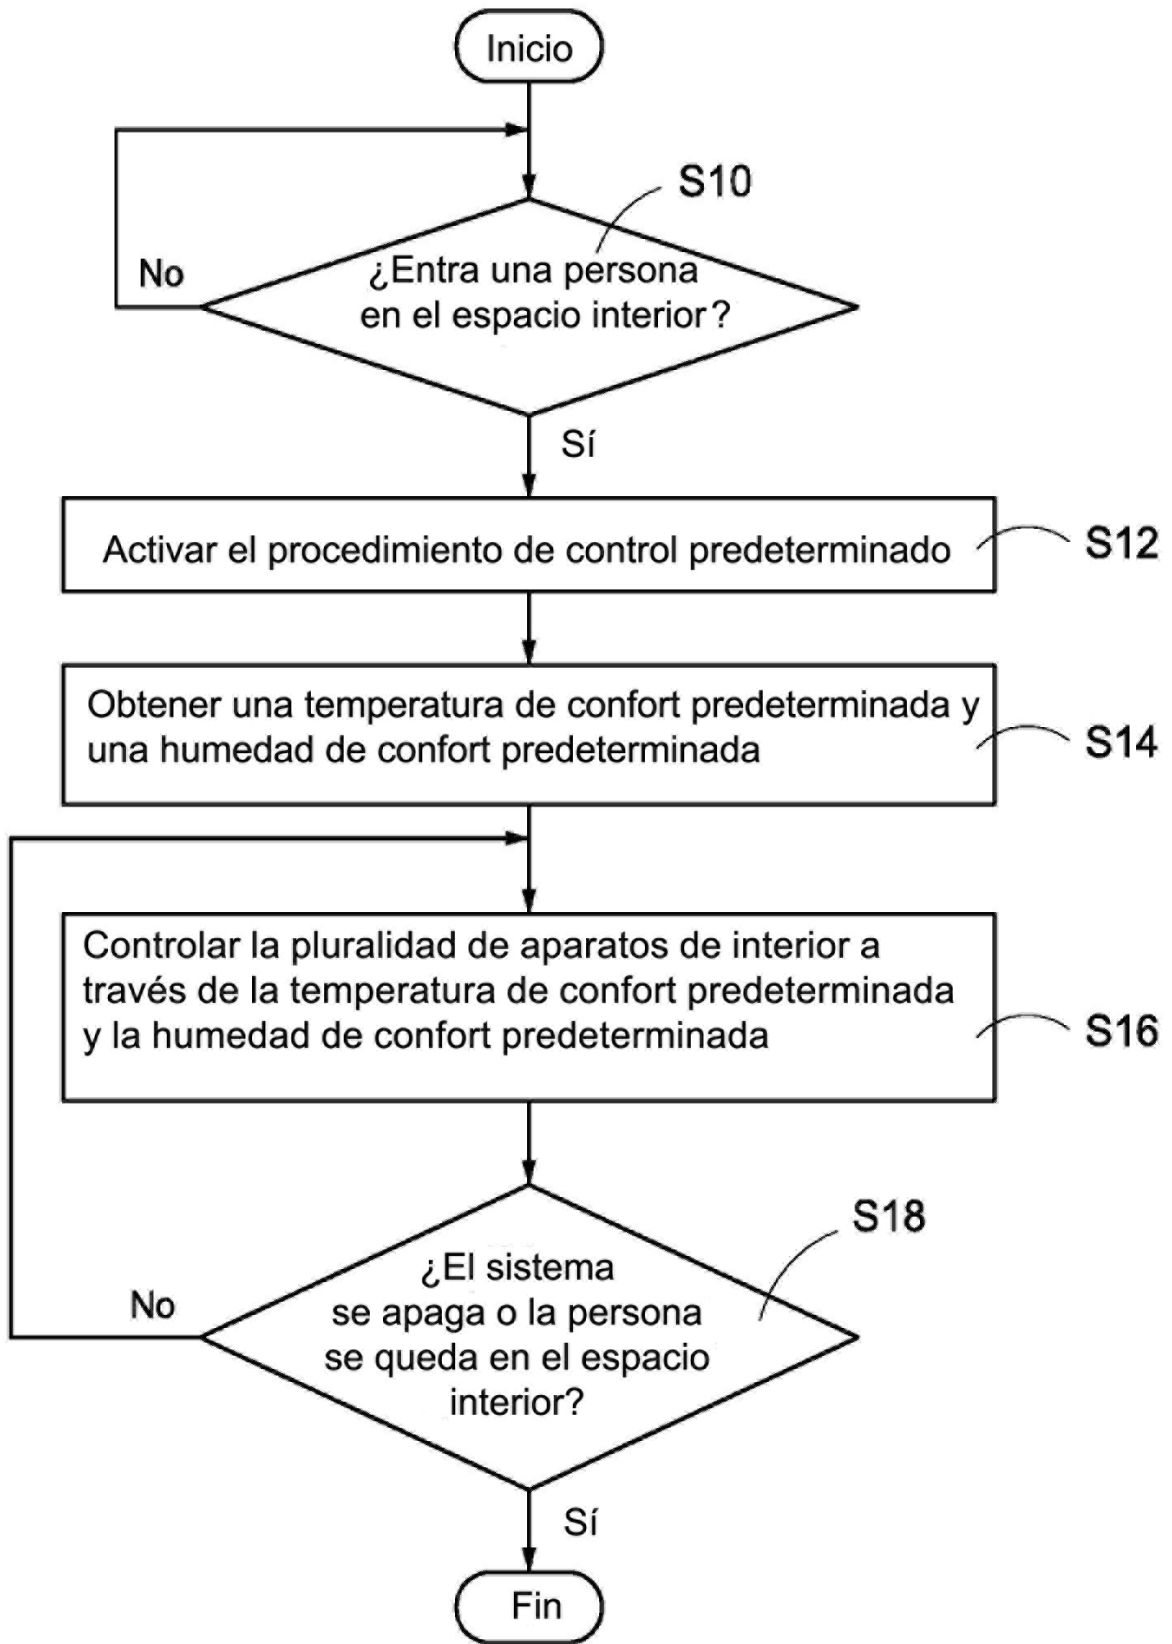 Inicio
S10
No
¿Entra una persona
en el espacio interior?
Sí
Activar el procedimiento de control predeterminado
S12
Obtener una temperatura de confort predeterminada y
una humedad de confort predeterminada
S14
Controlar la pluralidad de aparatos de interior a
través de la temperatura de confort predeterminada
y la humedad de confort predeterminada
S16
S18
No
¿El sistema
se apaga o la persona
se queda en el espacio
interior?
Sí
Fin